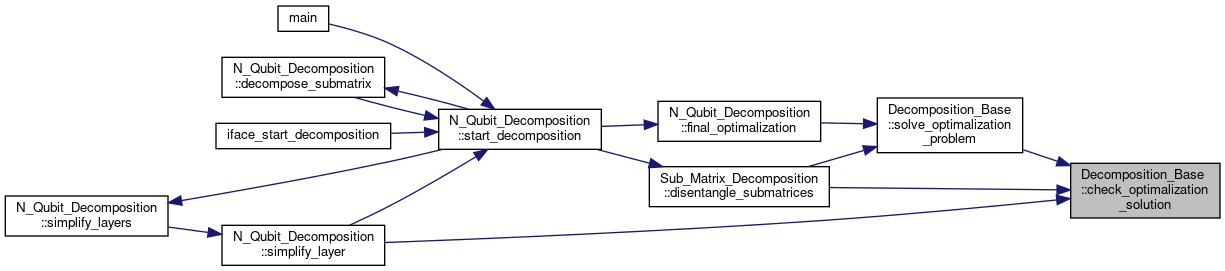 main
N_Qubit_Decomposition
::decompose_submatrix
iface_start_decomposition
N_Qubit_Decomposition
::simplify_layers
N_Qubit_Decomposition
::simplify_layer
N_Qubit_Decomposition
::start_decomposition
N_Qubit_Decomposition
::final_optimalization
Sub_Matrix_Decomposition
::disentangle_submatrices
Decomposition_Base
::solve_optimalization
_problem
Decomposition_Base
::check_optimalization
_solution